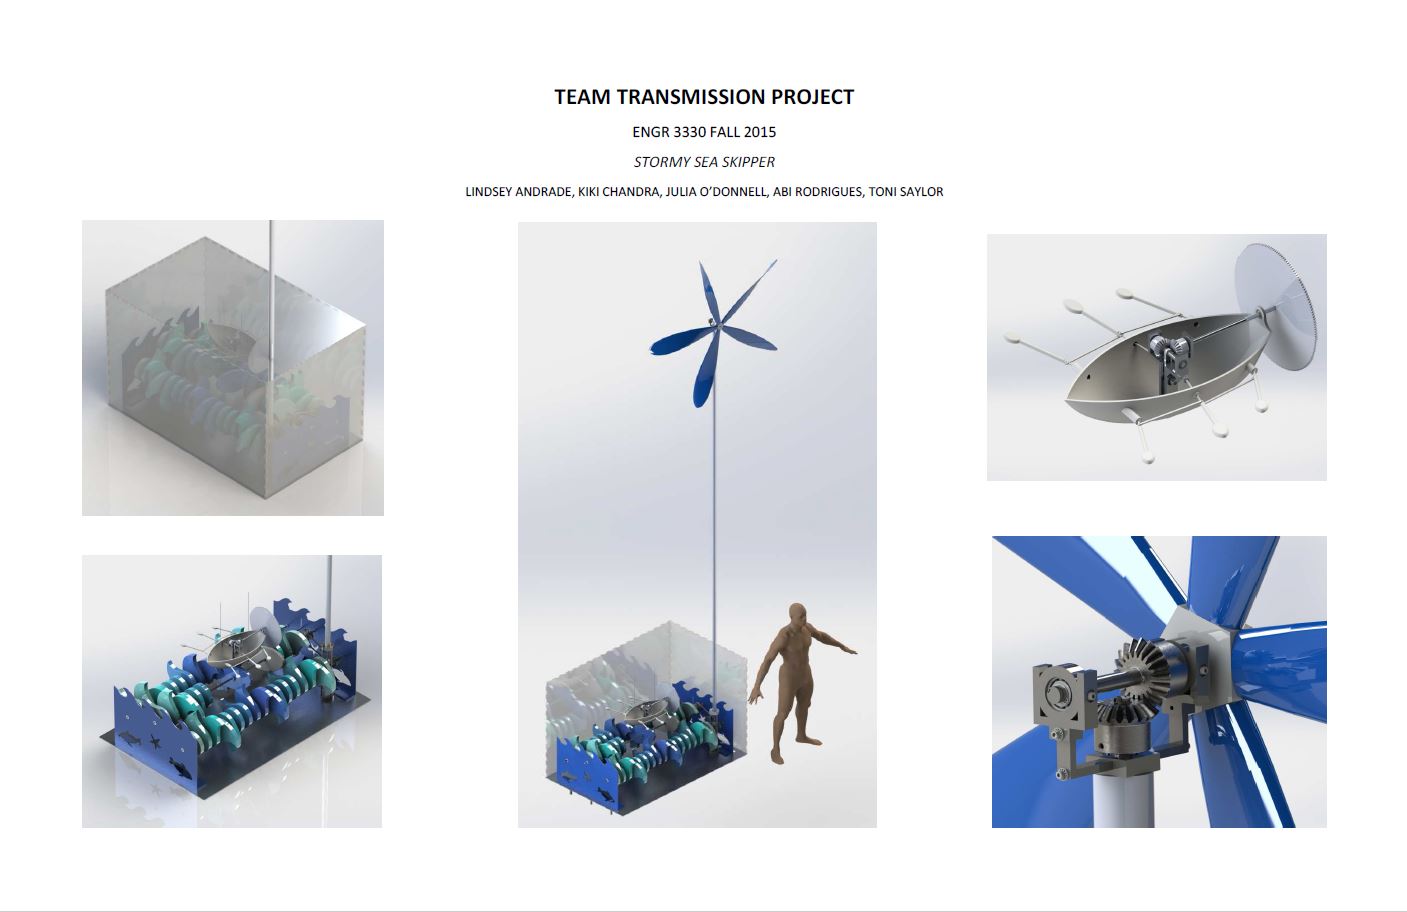 TEAM TRANSMISSION PROJECT
ENGR 3330 FALL 2015
STORMY SEA SKIPPER
LINDSEY ANDRADE, KIKI CHANDRA, JULIA O’DONNELL, ABI RODRIGUES, TONI SAYLOR